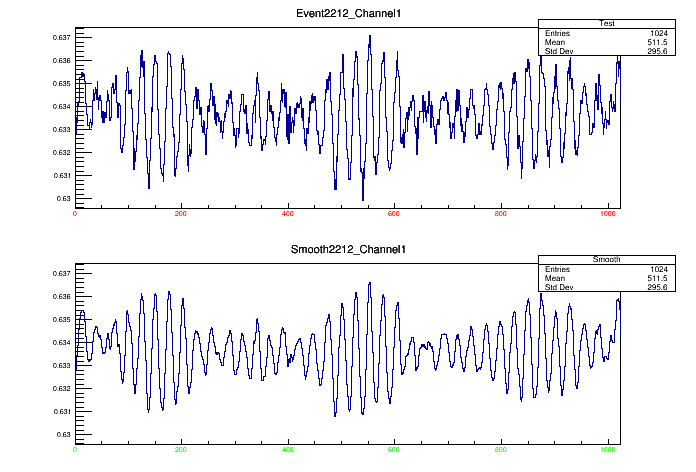 Event2212_Channel1
Test
Entries 1024
Mean 511.5
Std Dev 295.6
0.637
0.636
0.635
0.634
0.633
0.632
0.631
0.63
0 200 400 600 800 1000
Smooth2212_Channel1
Smooth
Entries 1024
Mean 511.5
Std Dev 295.6
0.637
0.636
0.635
0.634
0.633
0.632
0.631
0.63
0 200 400 600 800 1000